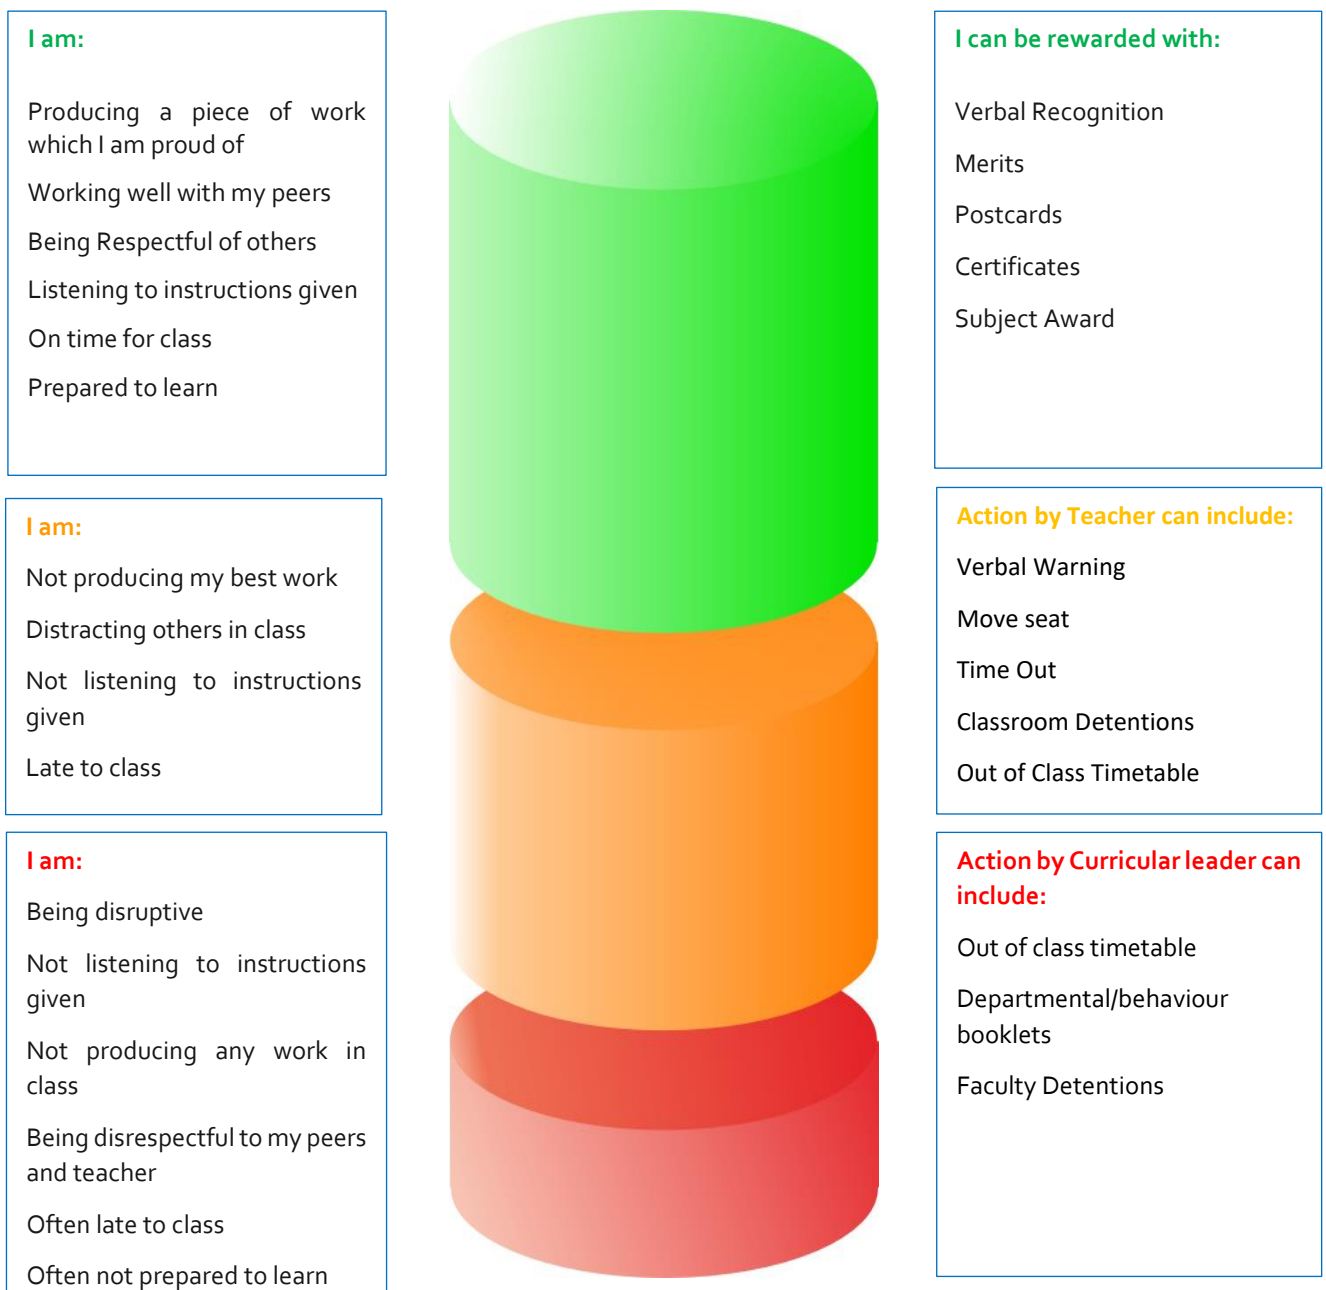 I am:
Producing a piece of work
which I am proud of
Working well with my peers
Being Respectful of others
Listening to instructions given
On time for class
Prepared to learn
I can be rewarded with:
Verbal Recognition
Merits
Postcards
Certificates
Subject Award
I am:
Not producing my best work
Distracting others in class
Not listening to instructions
given
Late to class
Action by Teacher can include:
Verbal Warning
Move seat
Time Out
Classroom Detentions
Out of Class Timetable
I am:
Being disruptive
Not listening to instructions
given
Not producing any work in
class
Being disrespectful to my peers
and teacher
Often late to class
Often not prepared to learn
Action by Curricular leader can
include:
Out of class timetable
Departmental/behaviour
booklets
Faculty Detentions